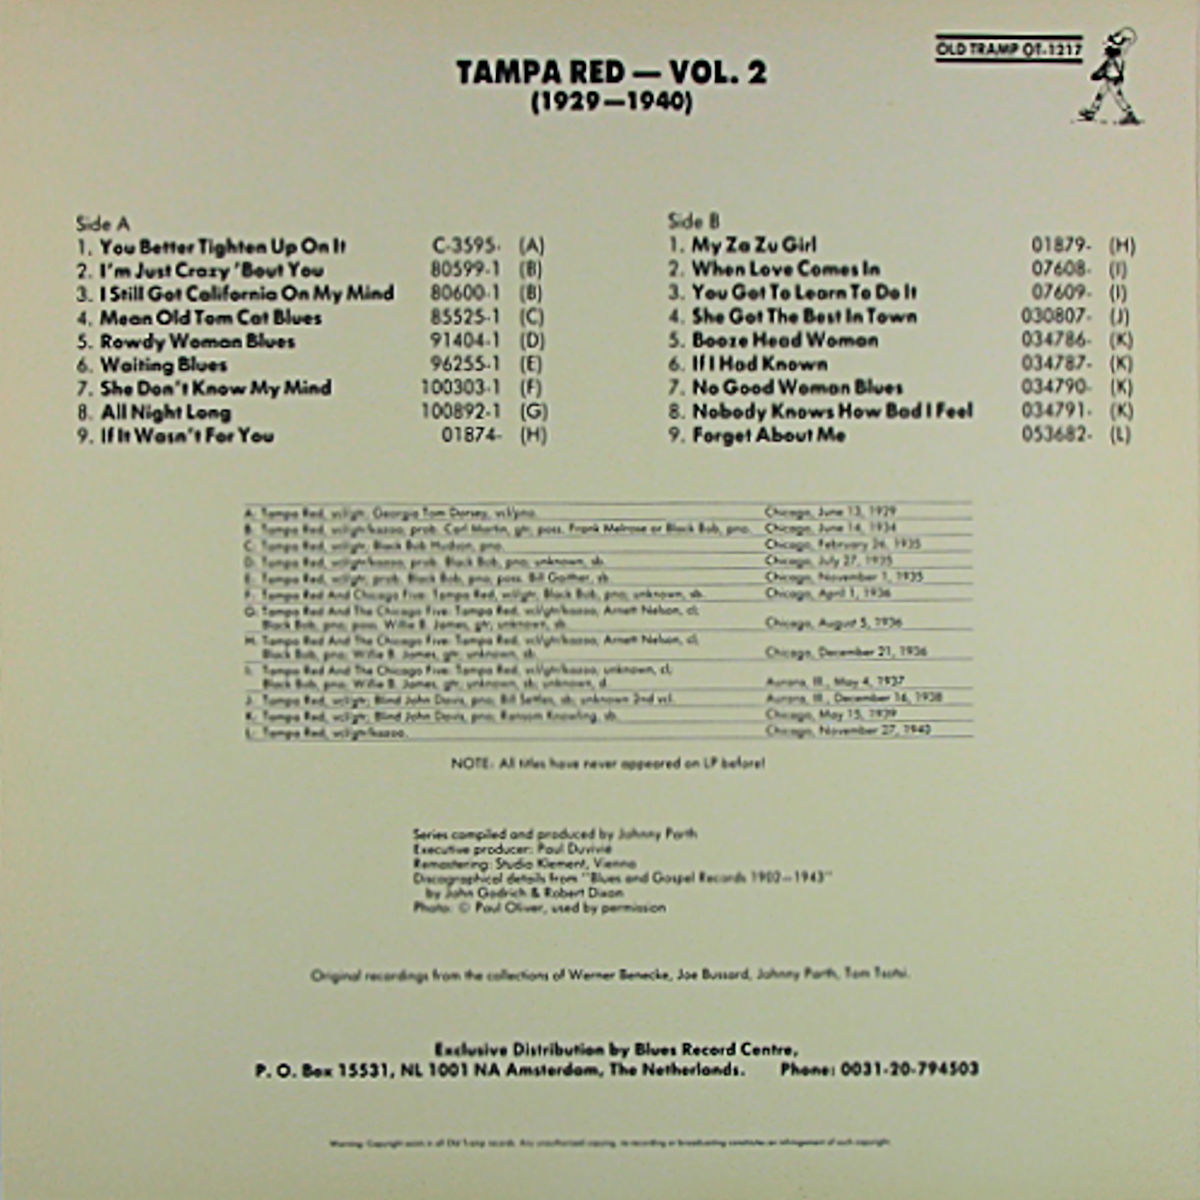 OLD TRAMP OT-1217
TAMPA RED — VOL. 2
(1929—1940)
Side A
1. You Better Tighten Up On It C-3595- (A)
2. I'm Just Crazy 'Bout You 80599-1 (B)
3. I Still Got California On My Mind 80600-1 (B)
4. Mean Old Tom Cat Blues 85525-1 (C)
5. Rowdy Woman Blues 91404-1 (D)
6. Waiting Blues 96255-1 (E)
7. She Don't Know My Mind 100303-1 (F)
8. All Night Long 100892-1 (G)
9. If It Wasn't For You 01874- (H)
Side B
1. My Za Zu Girl 01879- (H)
2. When Love Comes In 07608- (I)
3. You Got To Learn To Do It 07609- (I)
4. She Got The Best In Town 030807- (J)
5. Booze Head Woman 034786- (K)
6. If I Had Known 034787- (K)
7. No Good Woman Blues 034790- (K)
8. Nobody Knows How Bad I Feel 034791- (K)
9. Forget About Me 053682- (L)
A. Tampa Red, vcl/gtr; Georgia Tom Dorsey, vcl/pno. Chicago, June 13, 1929
B. Tampa Red, vcl/gtr/kazoo; prob. Carl Martin, gtr; poss. Frank Melrose or Black Bob, pno. Chicago, June 14, 1934
C. Tampa Red, vcl/gtr; Black Bob Hudson, pno. Chicago, February 26, 1935
D. Tampa Red, vcl/gtr/kazoo; prob. Black Bob, pno; unknown, sb. Chicago, July 27, 1935
E. Tampa Red, vcl/gtr; prob. Black Bob, pno; poss. Bill Gaither, sb. Chicago, November 1, 1935
F. Tampa Red And Chicago Five: Tampa Red, vcl/gtr; Black Bob, pno; unknown, sb. Chicago, April 1, 1936
G. Tampa Red And The Chicago Five: Tampa Red, vcl/gtr/kazoo; Arnett Nelson, cl;
Black Bob, pno; poss. Willie B. James, gtr; unknown, sb. Chicago, August 5, 1936
H. Tampa Red And The Chicago Five: Tampa Red, vcl/gtr/kazoo; Arnett Nelson, cl;
Black Bob, pno; Willie B. James, gtr; unknown, sb. Chicago, December 21, 1936
I. Tampa Red And The Chicago Five: Tampa Red, vcl/gtr/kazoo; unknown, cl;
Black Bob, pno; Willie B. James, gtr; unknown, sb; unknown, d. Aurora, Ill., May 4, 1937
J. Tampa Red, vcl/gtr; Blind John Davis, pno; Bill Settles, sb; unknown 2nd vcl. Aurora, Ill., December 16, 1938
K. Tampa Red, vcl/gtr; Blind John Davis, pno; Ransom Knowling, sb. Chicago, May 15, 1939
L. Tampa Red, vcl/gtr/kazoo. Chicago, November 27, 1940
NOTE: All titles have never appeared on LP before!
Series compiled and produced by Johnny Parth
Executive producer: Paul Duvivié
Remastering: Studio Klement, Vienna
Discographical details from "Blues and Gospel Records 1902—1943"
by John Godrich & Robert Dixon
Photo: © Paul Oliver, used by permission
Original recordings from the collections of Werner Benecke, Joe Bussard, Johnny Parth, Tom Tsotsi.
Exclusive Distribution by Blues Record Centre,
P. O. Box 15531, NL 1001 NA Amsterdam, The Netherlands. Phone: 0031-20-794503
Warning: Copyright exists in all Old Tramp records. Any unauthorised copying, re-recording or broadcasting constitutes an infringement of such copyright.